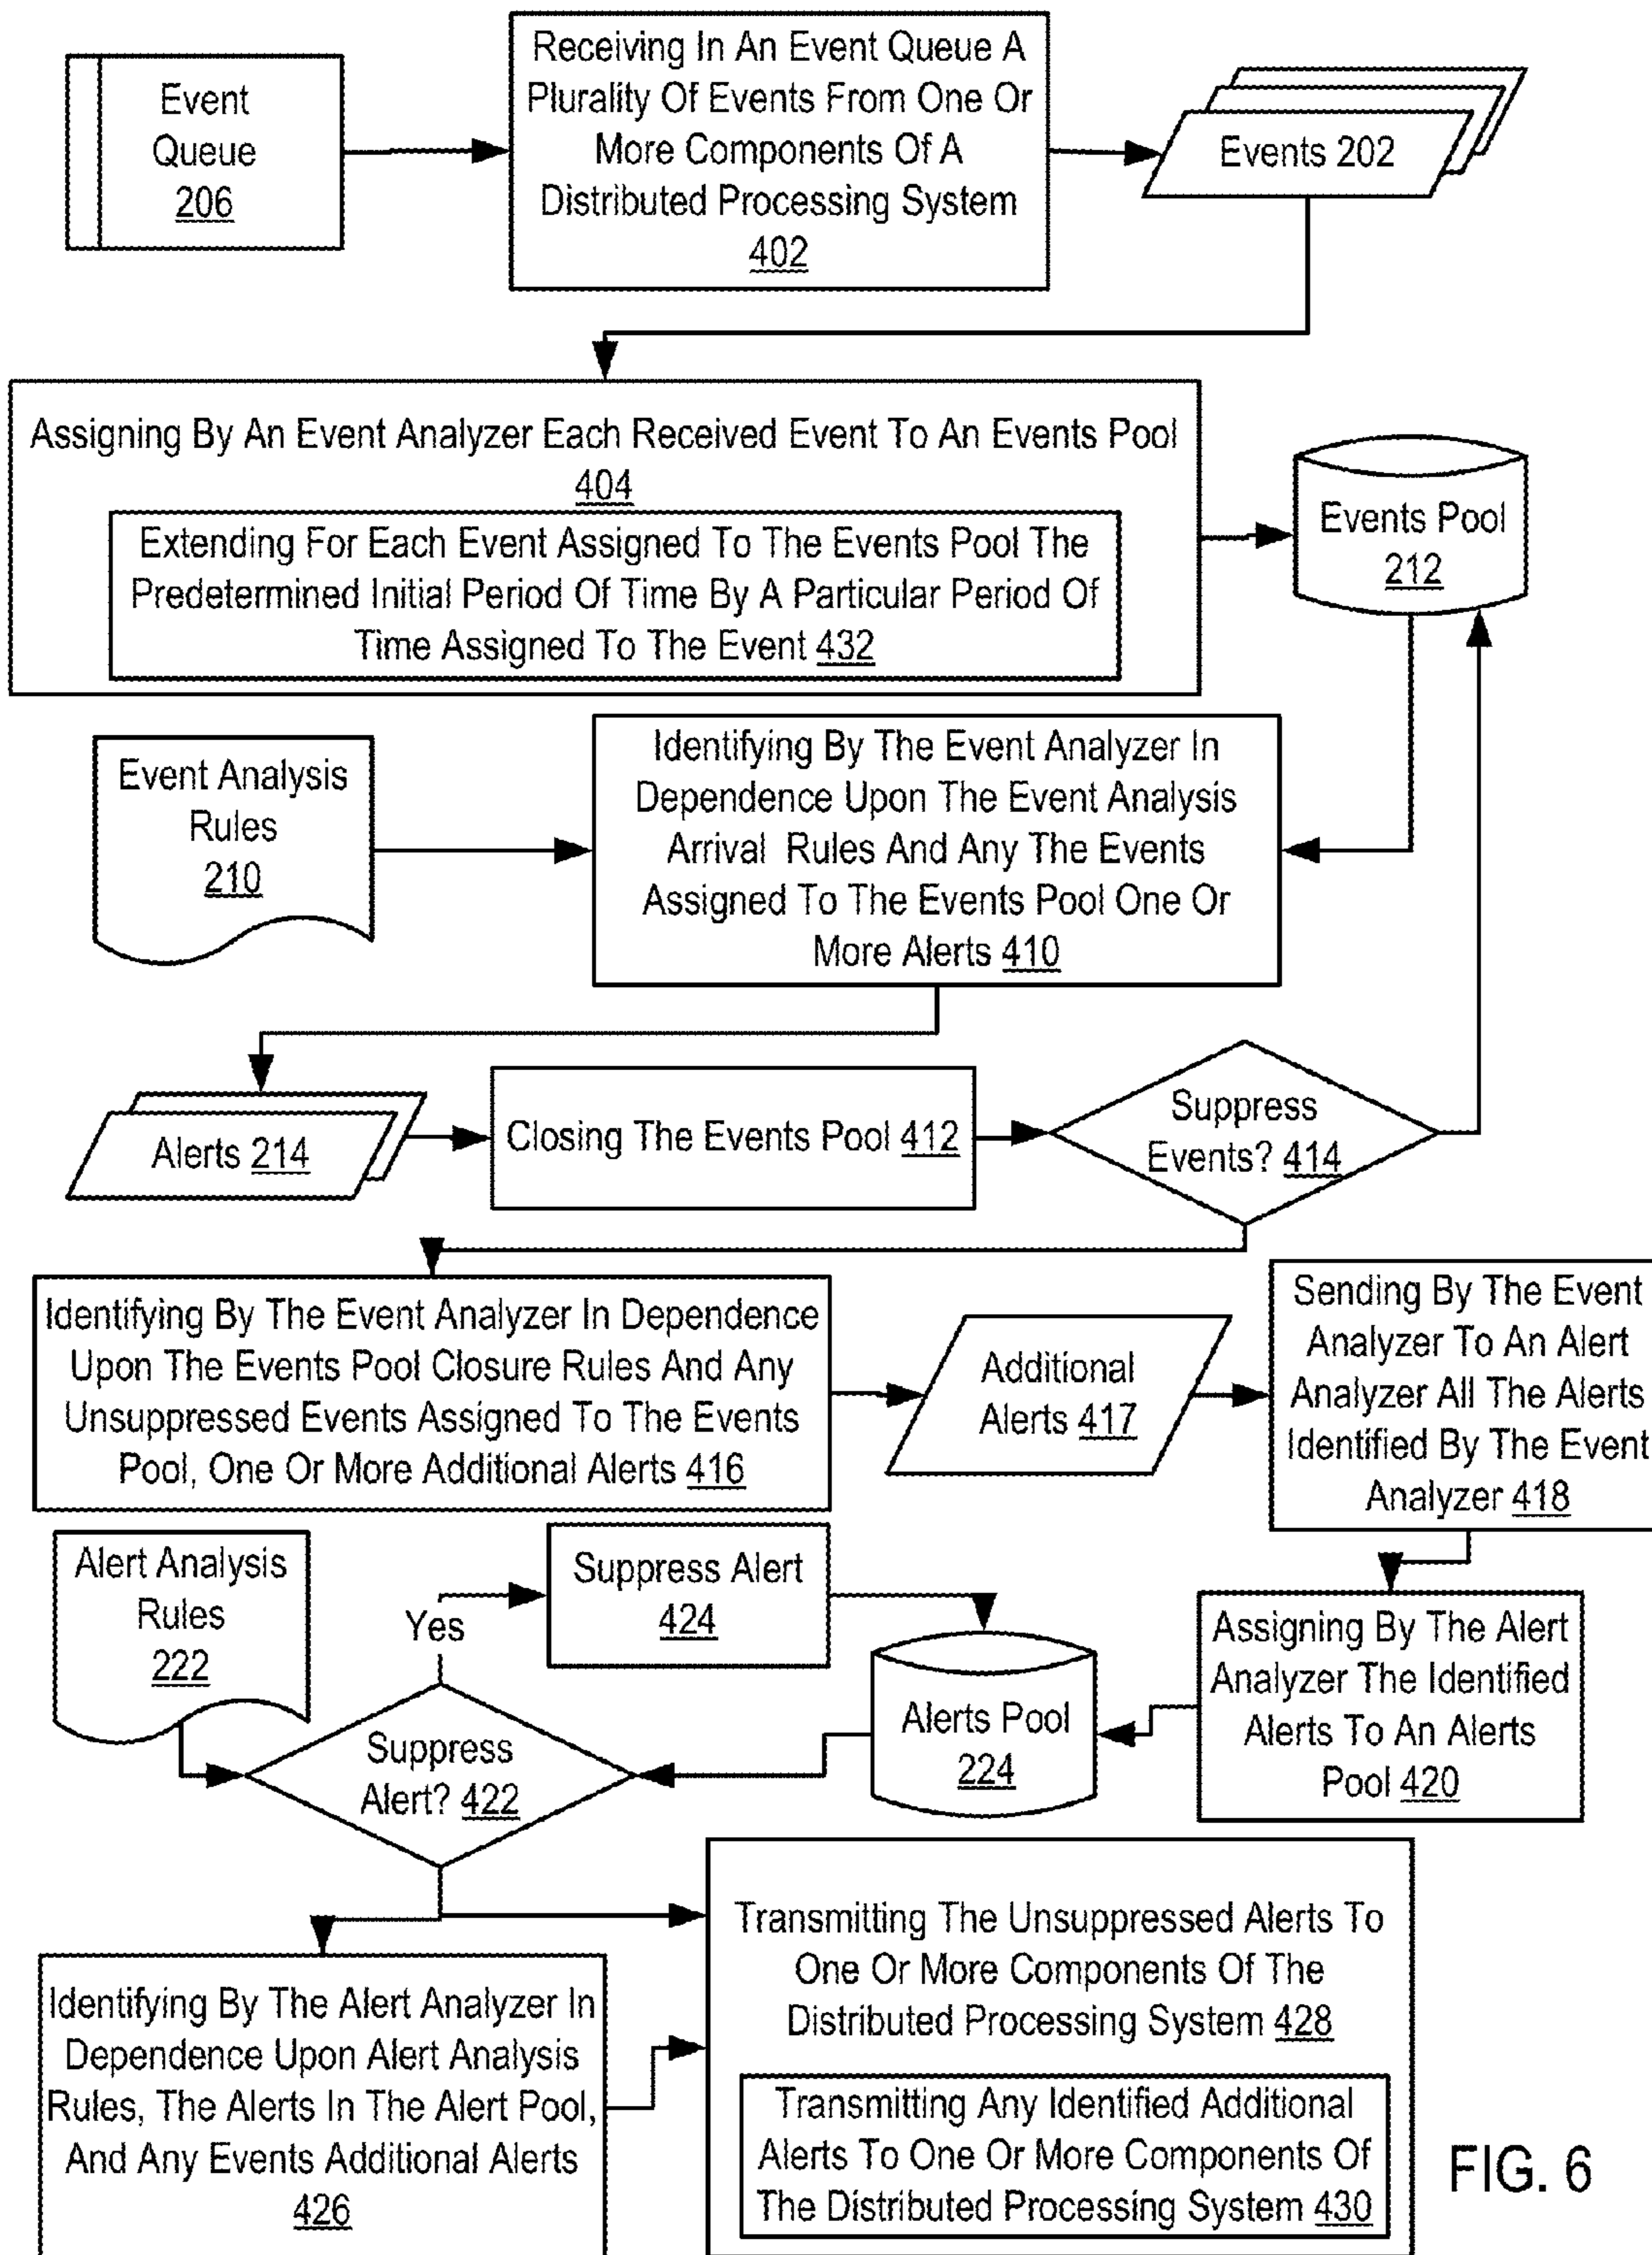 Event
Queue
206
Receiving In An Event Queue A
Plurality Of Events From One Or
More Components Of A
Distributed Processing System
402
Events 202
Assigning By An Event Analyzer Each Received Event To An Events Pool
404
Extending For Each Event Assigned To The Events Pool The
Predetermined Initial Period Of Time By A Particular Period Of
Time Assigned To The Event 432
Events Pool
212
Event Analysis
Rules
210
Identifying By The Event Analyzer In
Dependence Upon The Event Analysis
Arrival Rules And Any The Events
Assigned To The Events Pool One Or
More Alerts 410
Alerts 214
Closing The Events Pool 412
Suppress
Events? 414
Identifying By The Event Analyzer In Dependence
Upon The Events Pool Closure Rules And Any
Unsuppressed Events Assigned To The Events
Pool, One Or More Additional Alerts 416
Additional
Alerts 417
Sending By The Event
Analyzer To An Alert
Analyzer All The Alerts
Identified By The Event
Analyzer 418
Alert Analysis
Rules
222
Yes
Suppress Alert
424
Alerts Pool
224
Assigning By The Alert
Analyzer The Identified
Alerts To An Alerts
Pool 420
Suppress
Alert? 422
Identifying By The Alert Analyzer In
Dependence Upon Alert Analysis
Rules, The Alerts In The Alert Pool,
And Any Events Additional Alerts
426
Transmitting The Unsuppressed Alerts To
One Or More Components Of The
Distributed Processing System 428
Transmitting Any Identified Additional
Alerts To One Or More Components Of
The Distributed Processing System 430
FIG. 6